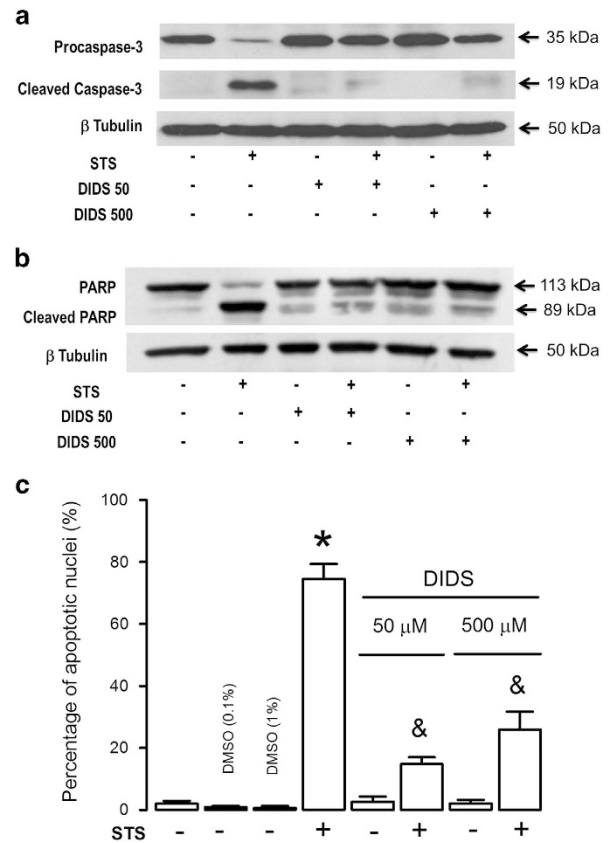 a
Procaspase-3 35 kDa
Cleaved Caspase-3 19 kDa
β Tubulin 50 kDa
STS - + - + - +
DIDS 50 - - + + - -
DIDS 500 - - - - + +
b
PARP 113 kDa
Cleaved PARP 89 kDa
β Tubulin 50 kDa
STS - + - + - +
DIDS 50 - - + + - -
DIDS 500 - - - - + +
c
Percentage of apoptotic nuclei (%)
100
80
60
40
20
0
DMSO (0.1%)
DMSO (1%)
*
DIDS
50 μM 500 μM
&
&
STS - - - + - + - +